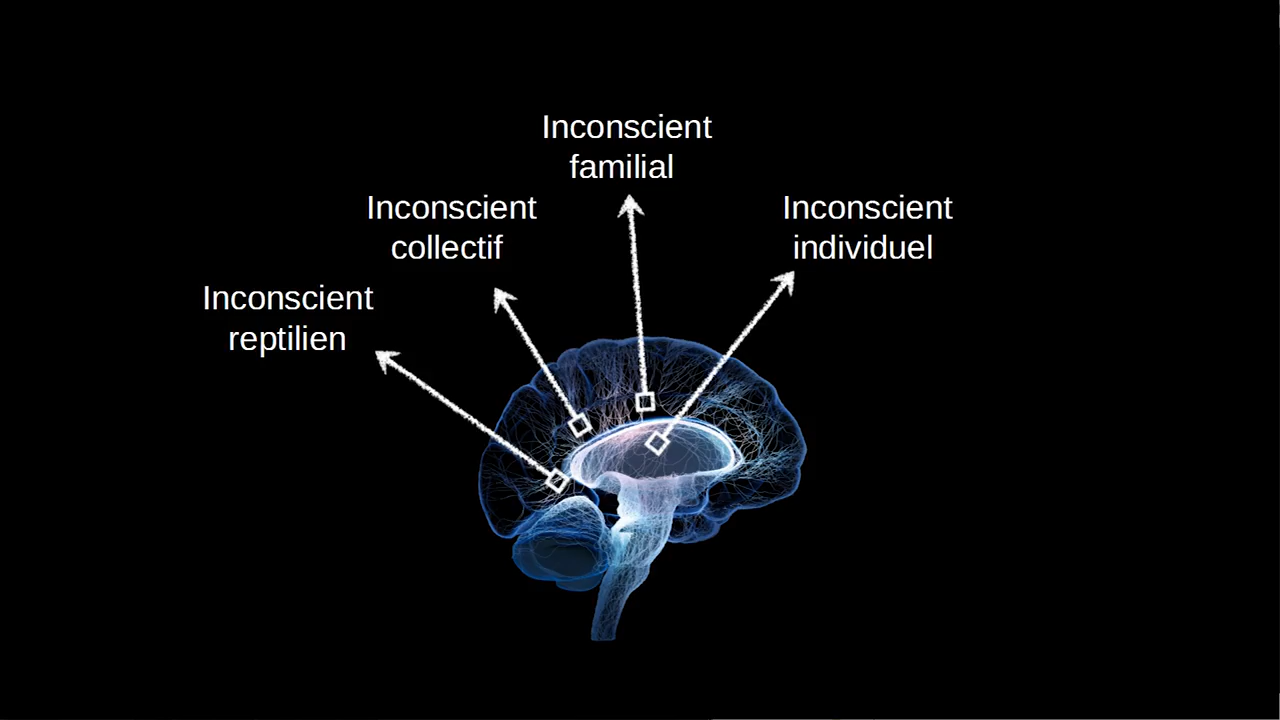 Inconscient
familial
Inconscient
collectif
Inconscient
individuel
Inconscient
reptilien